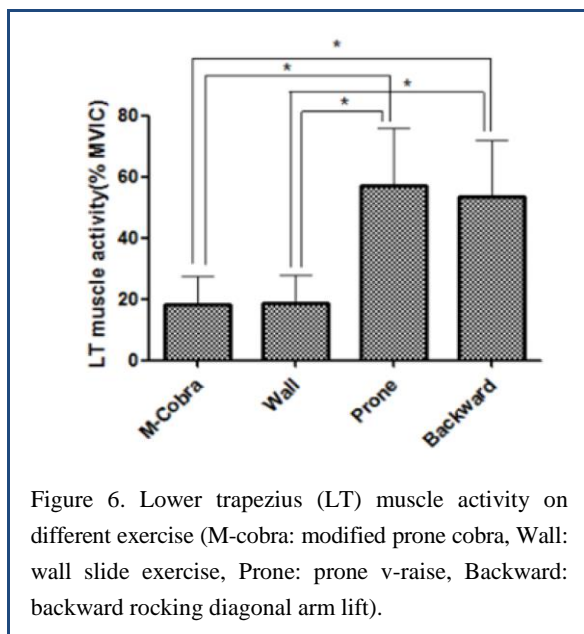 *
*
*
*
80
60
40
20
0
LT muscle activity(% MVIC)
M-Cobra
Wall
Prone
Backward
Figure 6. Lower trapezius (LT) muscle activity on
different exercise (M-cobra: modified prone cobra, Wall:
wall slide exercise, Prone: prone v-raise, Backward:
backward rocking diagonal arm lift).